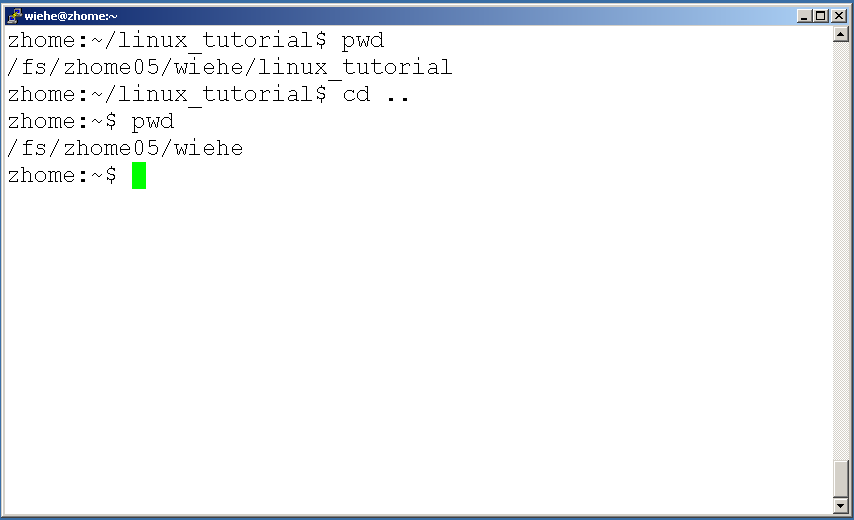 wiehe@zhome:~
zhome:~/linux_tutorial$ pwd
/fs/zhome05/wiehe/linux_tutorial
zhome:~/linux_tutorial$ cd ..
zhome:~$ pwd
/fs/zhome05/wiehe
zhome:~$